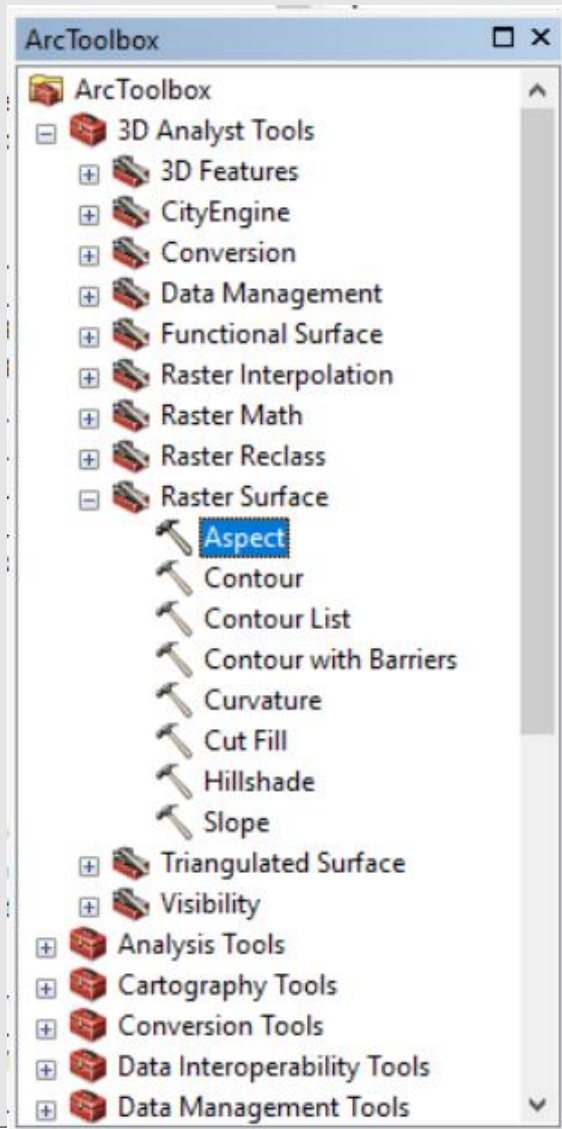 ArcToolbox
ArcToolbox
3D Analyst Tools
3D Features
CityEngine
Conversion
Data Management
Functional Surface
Raster Interpolation
Raster Math
Raster Reclass
Raster Surface
Aspect
Contour
Contour List
Contour with Barriers
Curvature
Cut Fill
Hillshade
Slope
Triangulated Surface
Visibility
Analysis Tools
Cartography Tools
Conversion Tools
Data Interoperability Tools
Data Management Tools